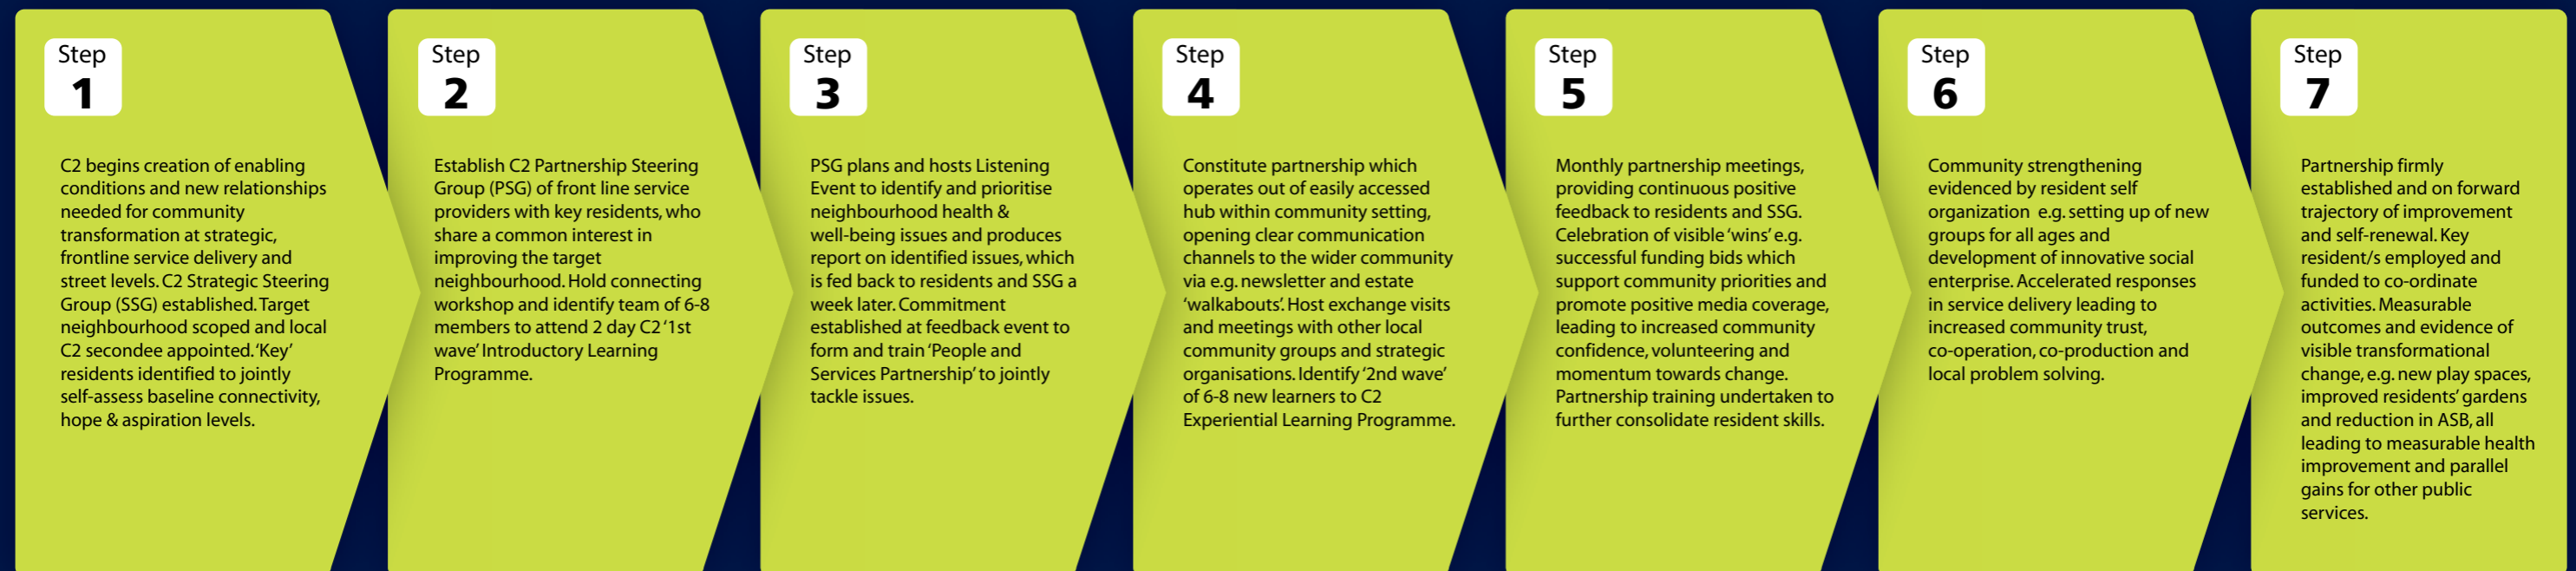 Step
1
C2 begins creation of enabling
conditions and new relationships
needed for community
transformation at strategic,
frontline service delivery and
street levels. C2 Strategic Steering
Group (SSG) established. Target
neighbourhood scoped and local
C2 secondee appointed. ‘Key’
residents identified to jointly
self-assess baseline connectivity,
hope & aspiration levels.
Step
2
Establish C2 Partnership Steering
Group (PSG) of front line service
providers with key residents, who
share a common interest in
improving the target
neighbourhood. Hold connecting
workshop and identify team of 6-8
members to attend 2 day C2 ‘1st
wave’ Introductory Learning
Programme.
Step
3
PSG plans and hosts Listening
Event to identify and prioritise
neighbourhood health &
well-being issues and produces
report on identified issues, which
is fed back to residents and SSG a
week later. Commitment
established at feedback event to
form and train ‘People and
Services Partnership’ to jointly
tackle issues.
Step
4
Constitute partnership which
operates out of easily accessed
hub within community setting,
opening clear communication
channels to the wider community
via e.g. newsletter and estate
‘walkabouts’. Host exchange visits
and meetings with other local
community groups and strategic
organisations. Identify ‘2nd wave’
of 6-8 new learners to C2
Experiential Learning Programme.
Step
5
Monthly partnership meetings,
providing continuous positive
feedback to residents and SSG.
Celebration of visible ‘wins’ e.g.
successful funding bids which
support community priorities and
promote positive media coverage,
leading to increased community
confidence, volunteering and
momentum towards change.
Partnership training undertaken to
further consolidate resident skills.
Step
6
Community strengthening
evidenced by resident self
organization e.g. setting up of new
groups for all ages and
development of innovative social
enterprise. Accelerated responses
in service delivery leading to
increased community trust,
co-operation, co-production and
local problem solving.
Step
7
Partnership firmly
established and on forward
trajectory of improvement
and self-renewal. Key
resident/s employed and
funded to co-ordinate
activities. Measurable
outcomes and evidence of
visible transformational
change, e.g. new play spaces,
improved residents’ gardens
and reduction in ASB, all
leading to measurable health
improvement and parallel
gains for other public
services.